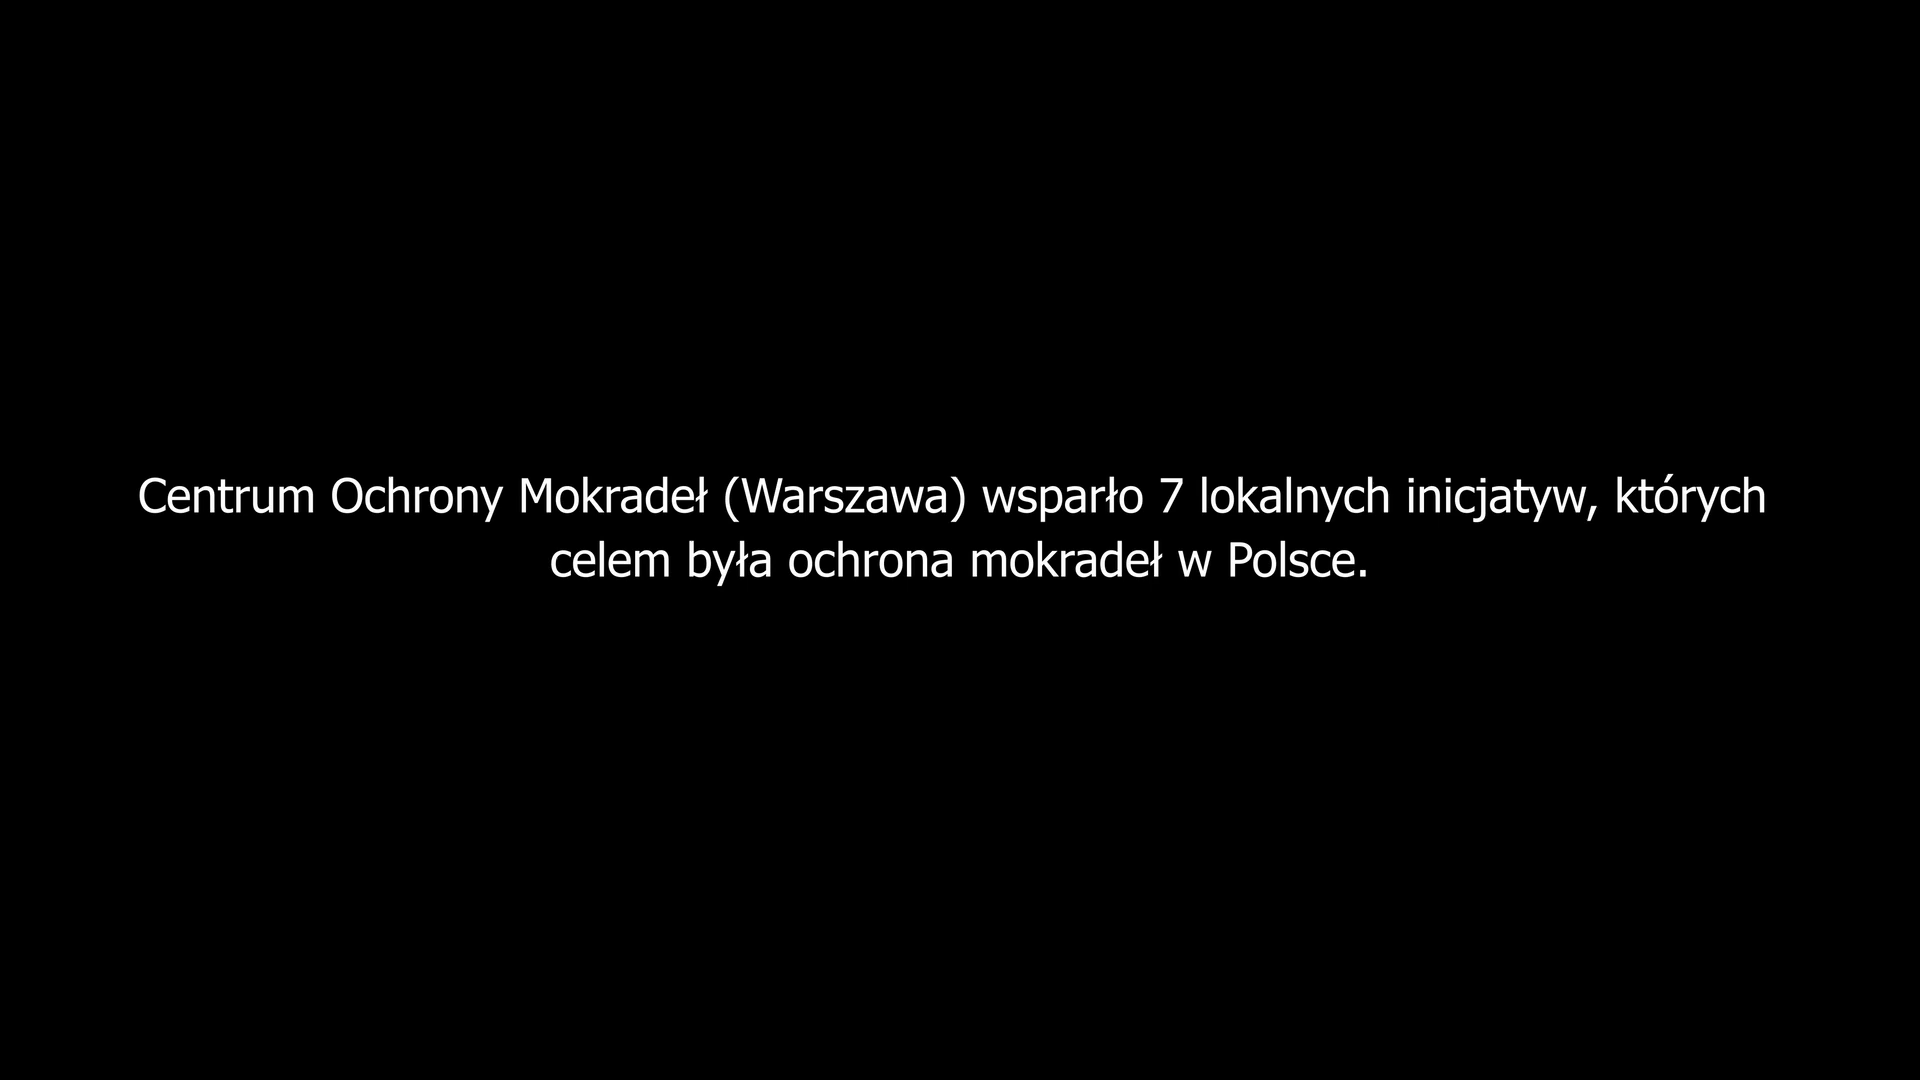 Centrum Ochrony Mokradeł (Warszawa) wsparło 7 lokalnych inicjatyw, których
celem była ochrona mokradeł w Polsce.